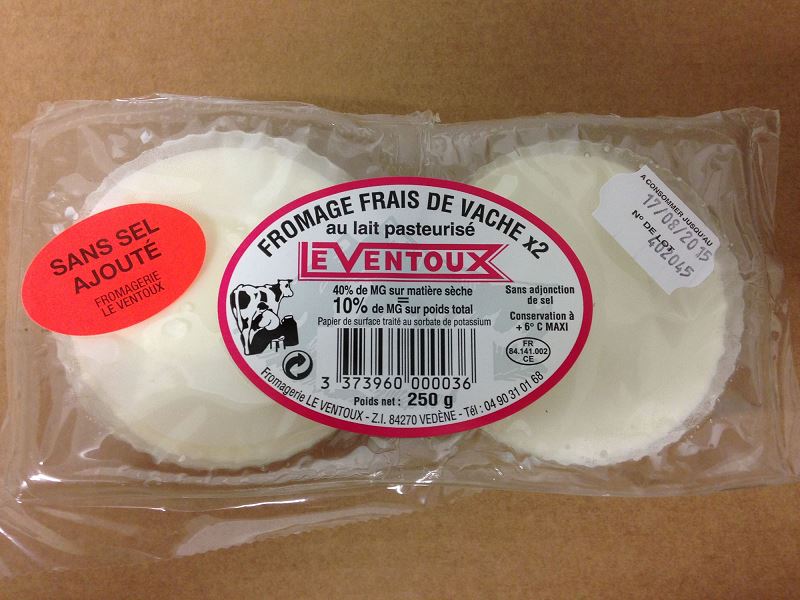 SANS SEL
AJOUTÉ
FROMAGERIE
LE VENTOUX
FROMAGE FRAIS DE VACHE x2
au lait pasteurisé
LE VENTOUX
40% de MG sur matière sèche
=
10% de MG sur poids total
Papier de surface traité au sorbate de potassium
Sans adjonction
de sel
Conservation à
+ 6° C MAXI
FR
84.141.002
CE
3 373960 000036
Poids net : 250 g
Fromagerie LE VENTOUX - Z.I. 84270 VEDÈNE - Tél : 04 90 31 01 68
A CONSOMMER JUSQU'AU
17/08/2015
N° DE LOT
402045